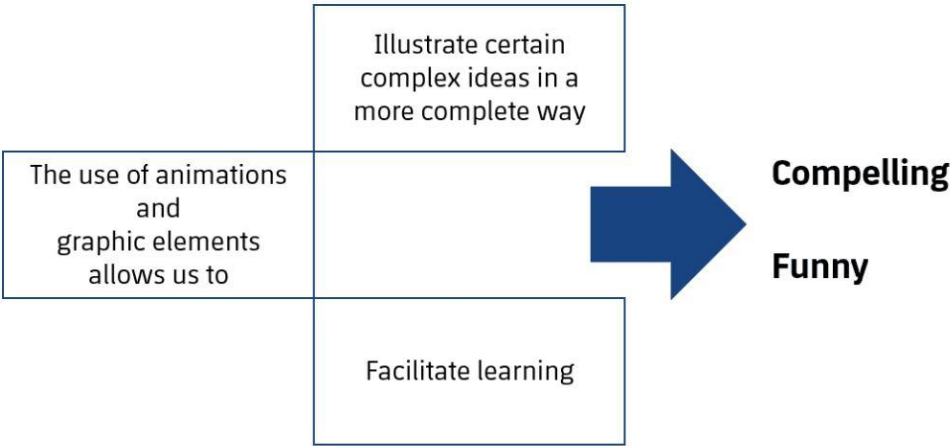 Illustrate certain
complex ideas in a
more complete way
The use of animations
and
graphic elements
allows us to
Compelling
Funny
Facilitate learning